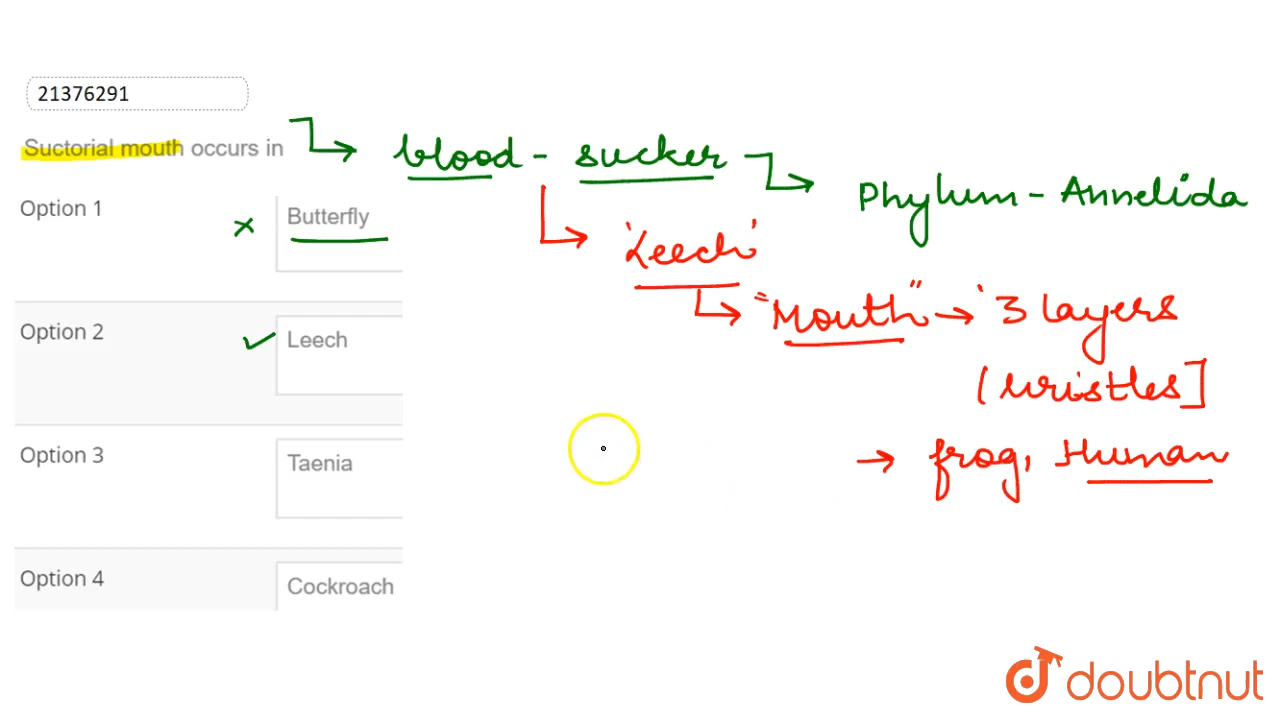 21376291
Suctorial mouth occurs in
blood - sucker
Phylum - Annelida
Option 1
× Butterfly
'Leech'
"Mouth" → '3 layers
Option 2
✓ Leech
→ frog, Human
Option 3
Taenia
Option 4
Cockroach
doubtnut